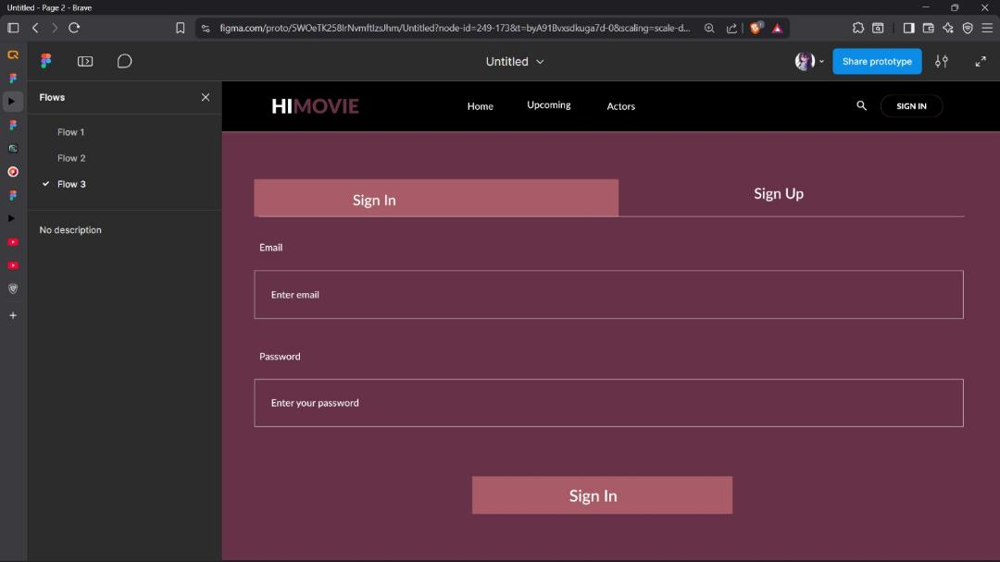 Untitled - Page 2 - Brave
figma.com/proto/5WOeTK258IrNvmftIzsJhm/Untitled?node-id=249-173&t=byA91Bvxsdkuga7d-0&scaling=scale-d...
Untitled
Share prototype
Flows
Flow 1
Flow 2
Flow 3
No description
HIMOVIE
Home
Upcoming
Actors
SIGN IN
Sign In
Sign Up
Email
Enter email
Password
Enter your password
Sign In